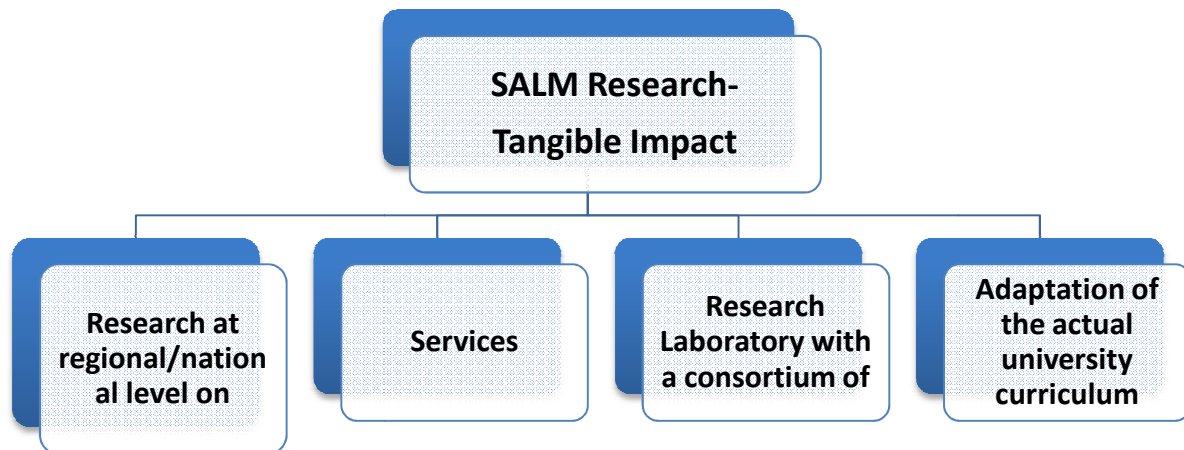 SALM Research-
Tangible Impact
Research at
regional/nation
al level on
Services
Research
Laboratory with
a consortium of
Adaptation of
the actual
university
curriculum